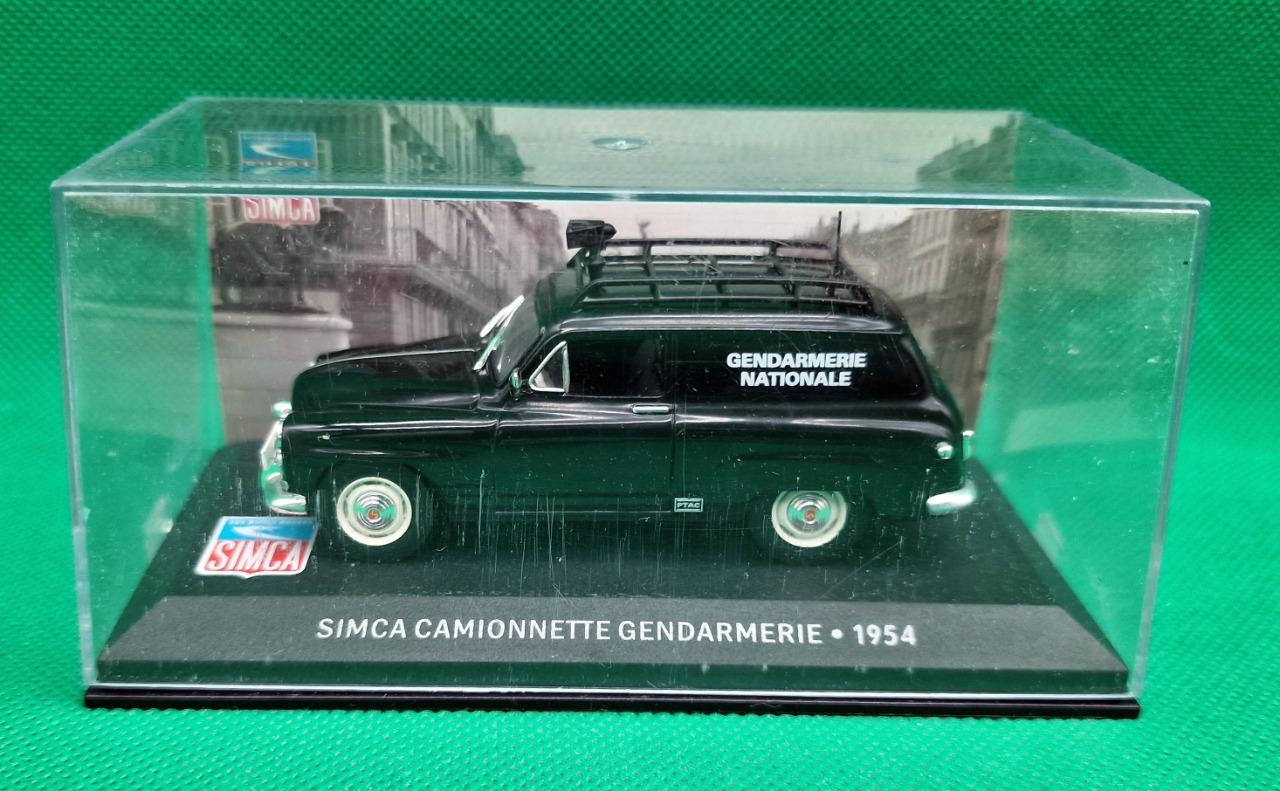 SIMCA
GENDARMERIE
NATIONALE
PTAC
SIMCA
SIMCA CAMIONNETTE GENDARMERIE • 1954